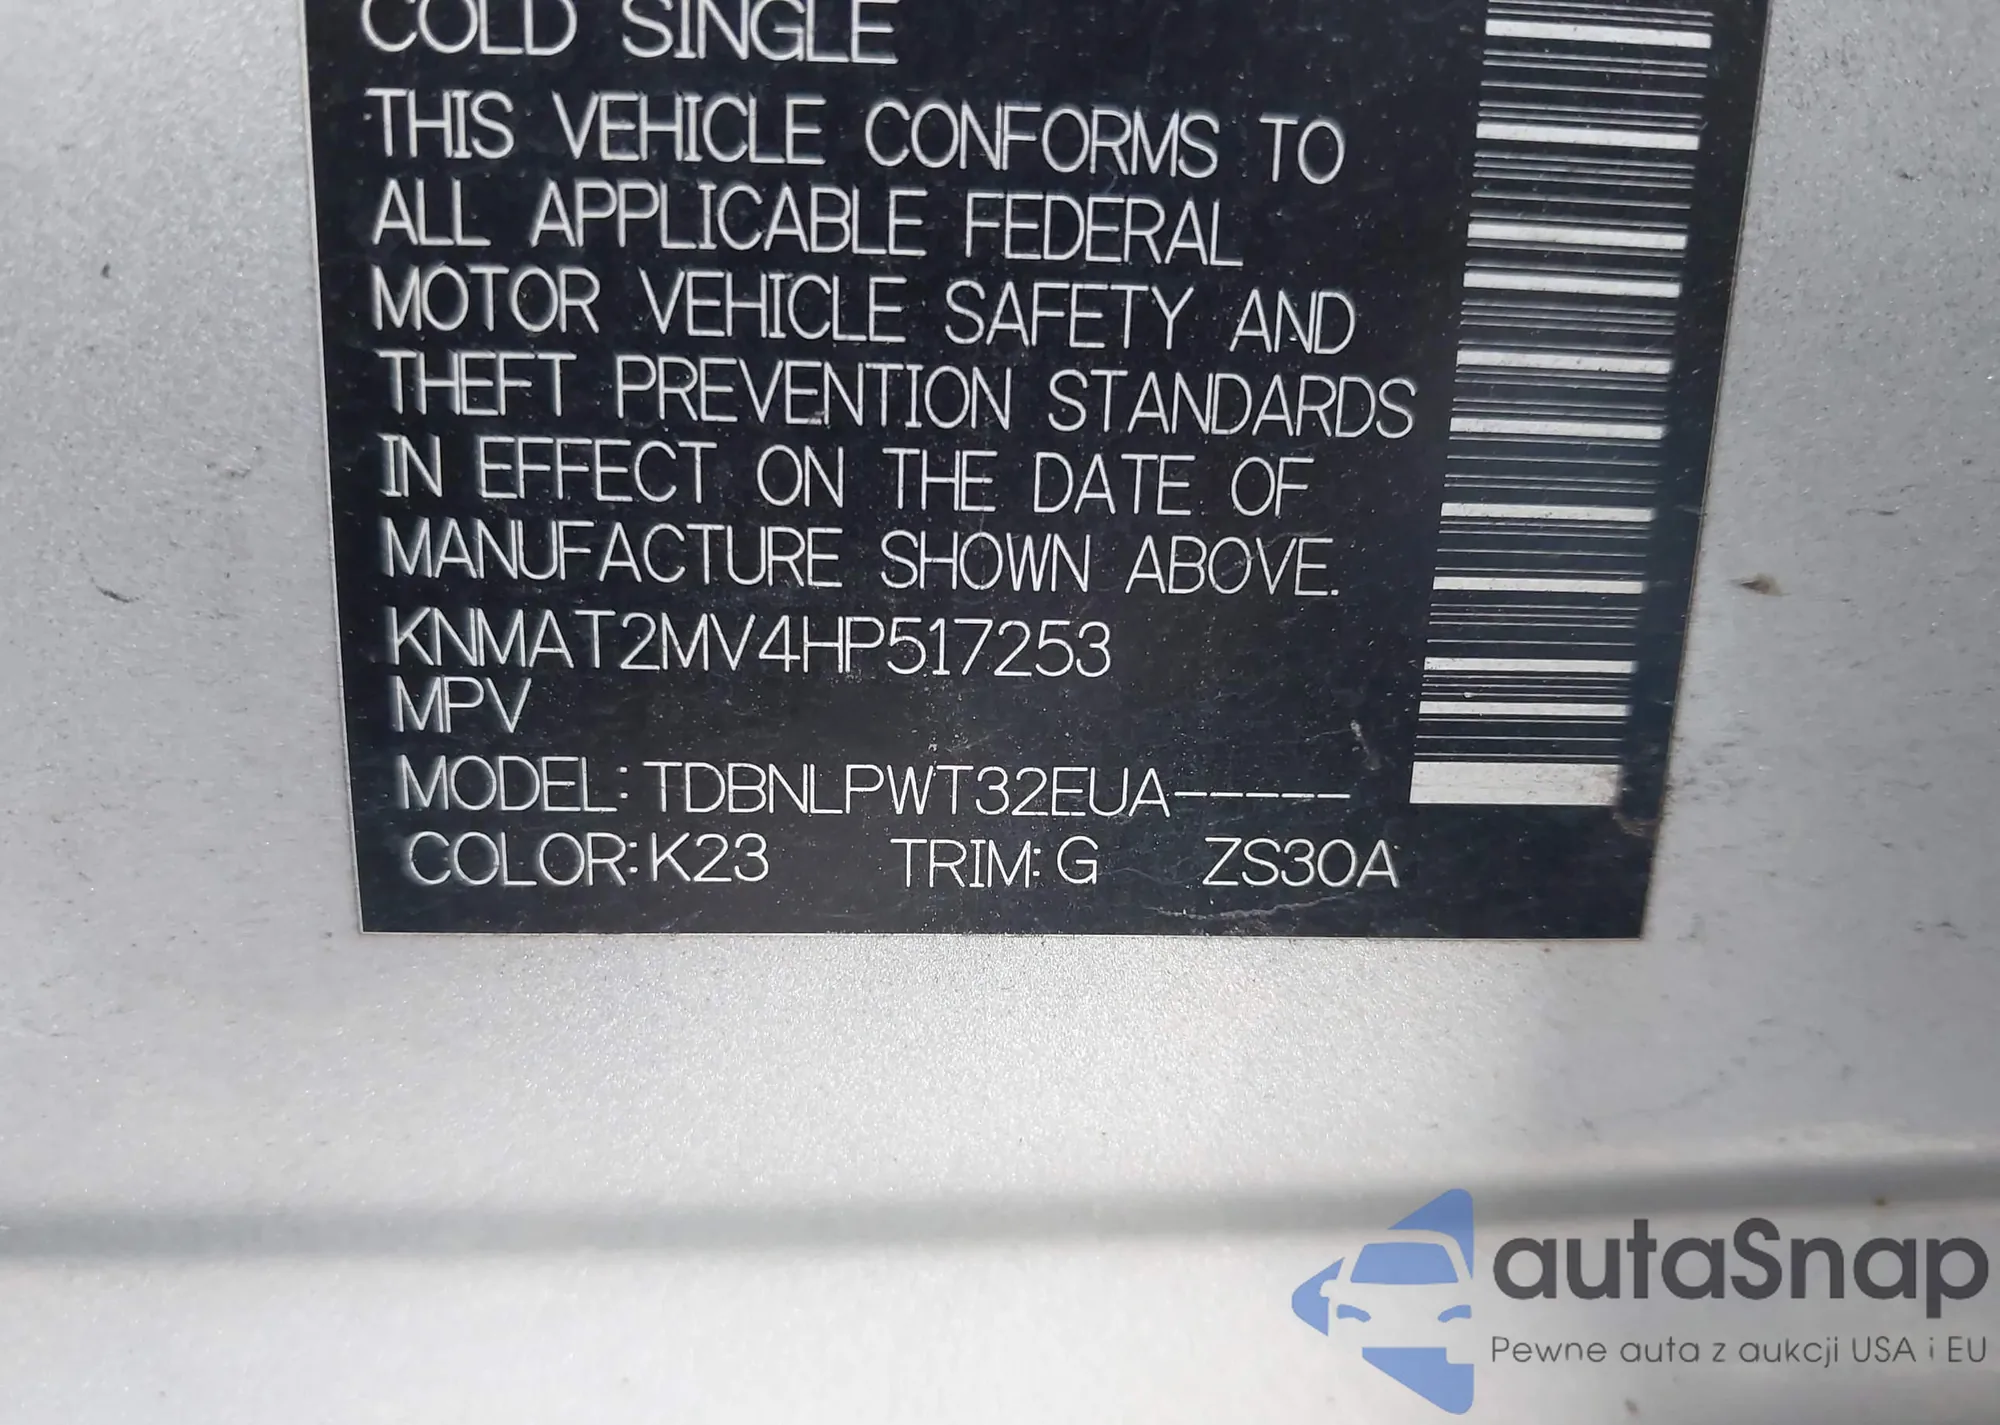 COLD SINGLE
THIS VEHICLE CONFORMS TO
ALL APPLICABLE FEDERAL
MOTOR VEHICLE SAFETY AND
THEFT PREVENTION STANDARDS
IN EFFECT ON THE DATE OF
MANUFACTURE SHOWN ABOVE.
KNMAT2MV4HP517253
MPV
MODEL: TDBNLPWT32EUA-----
COLOR: K23 TRIM: G ZS30A
autaSnap
Pewne auta z aukcji USA i EU